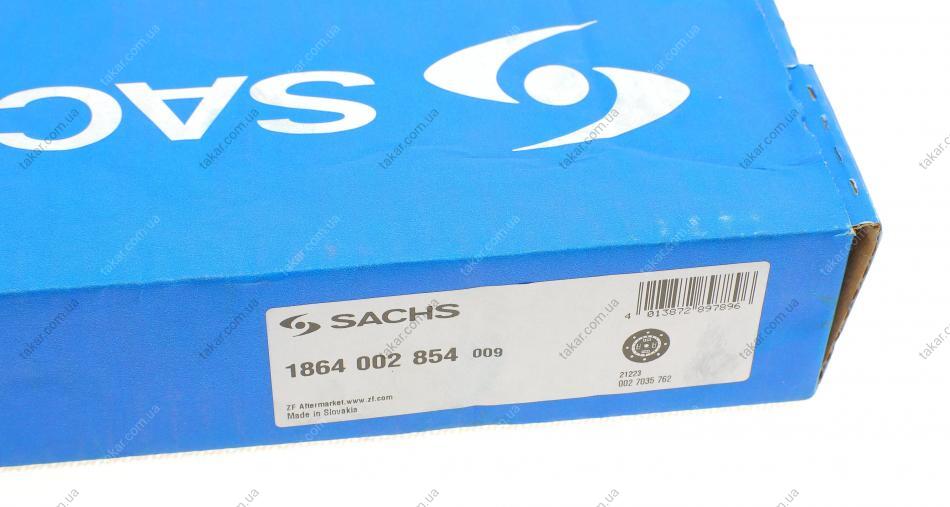 SAC
SACHS
1864 002 854 009
ZF Aftermarket.www.zf.com
Made in Slovakia
4 013872 897896
21223
002 7035 762
takar.com.ua